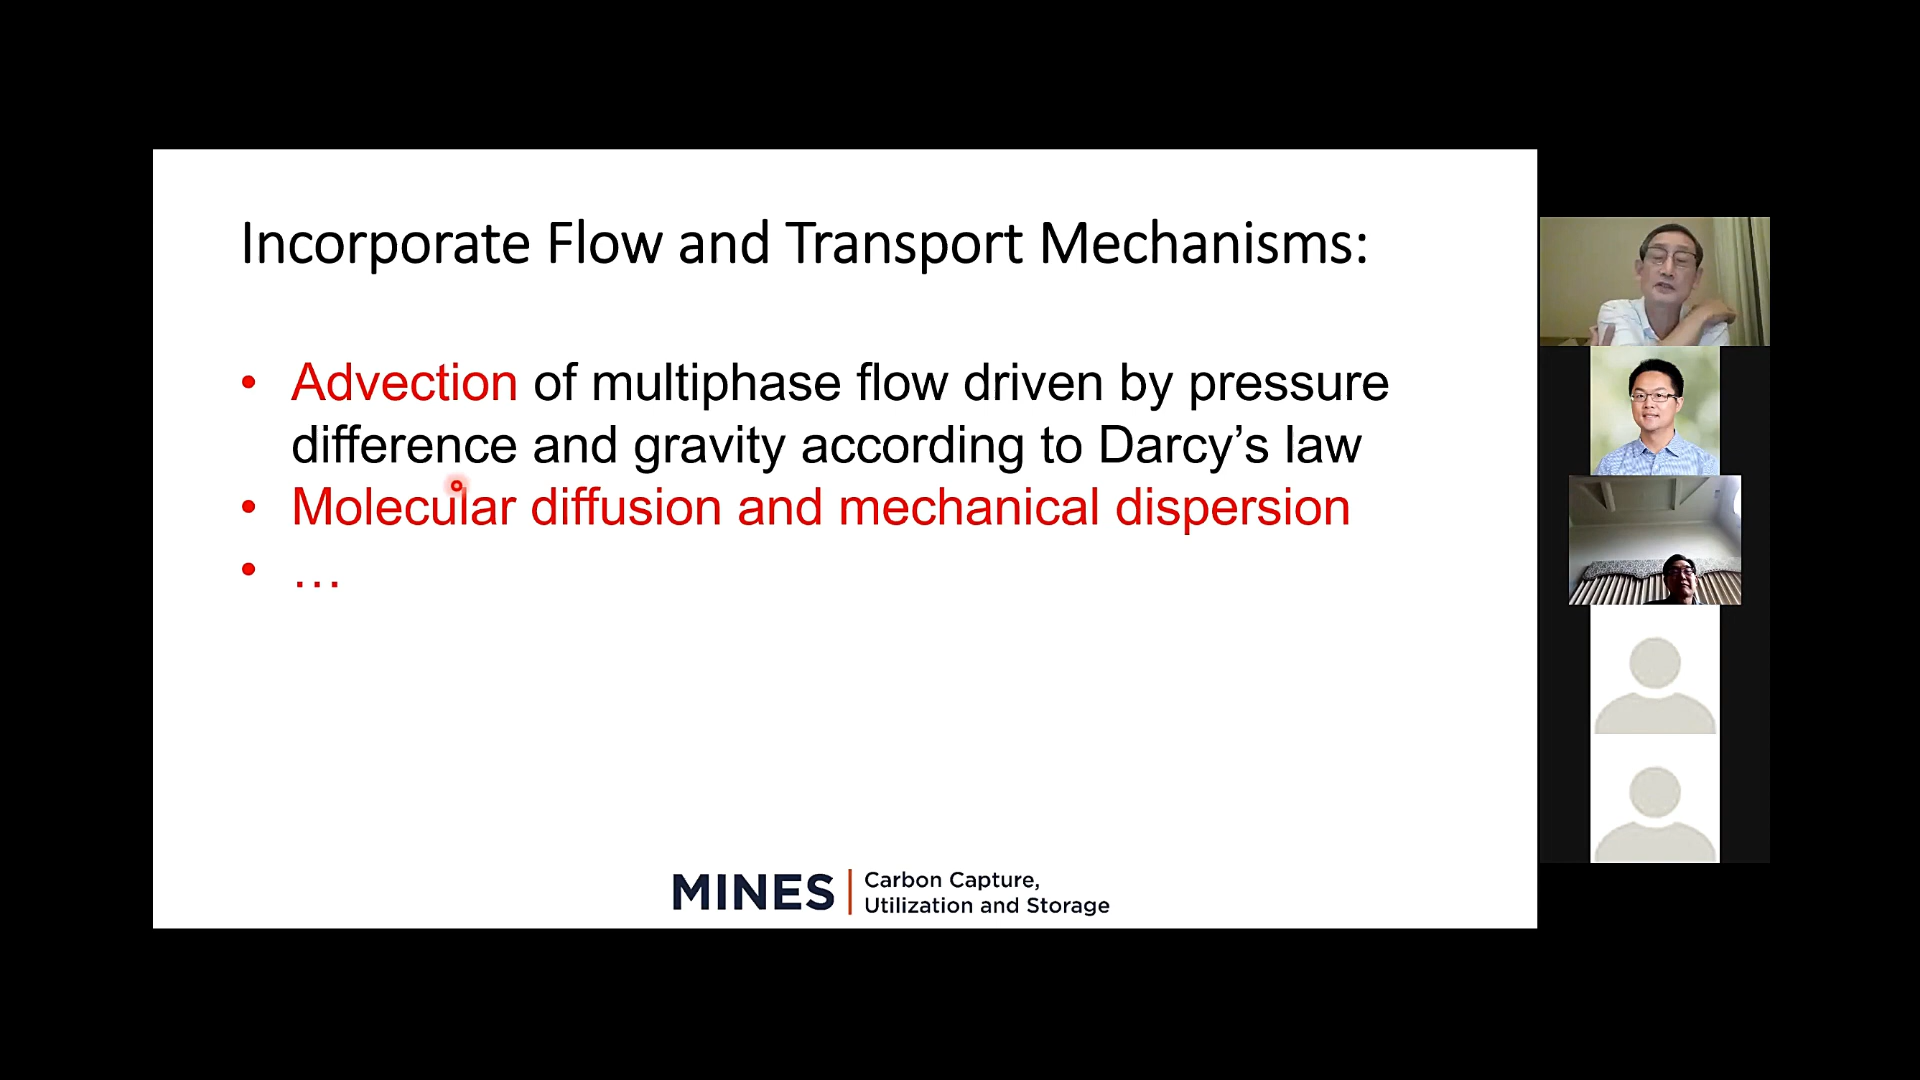 Incorporate Flow and Transport Mechanisms:
• Advection of multiphase flow driven by pressure
difference and gravity according to Darcy’s law
• Molecular diffusion and mechanical dispersion
• …
MINES | Carbon Capture,
Utilization and Storage